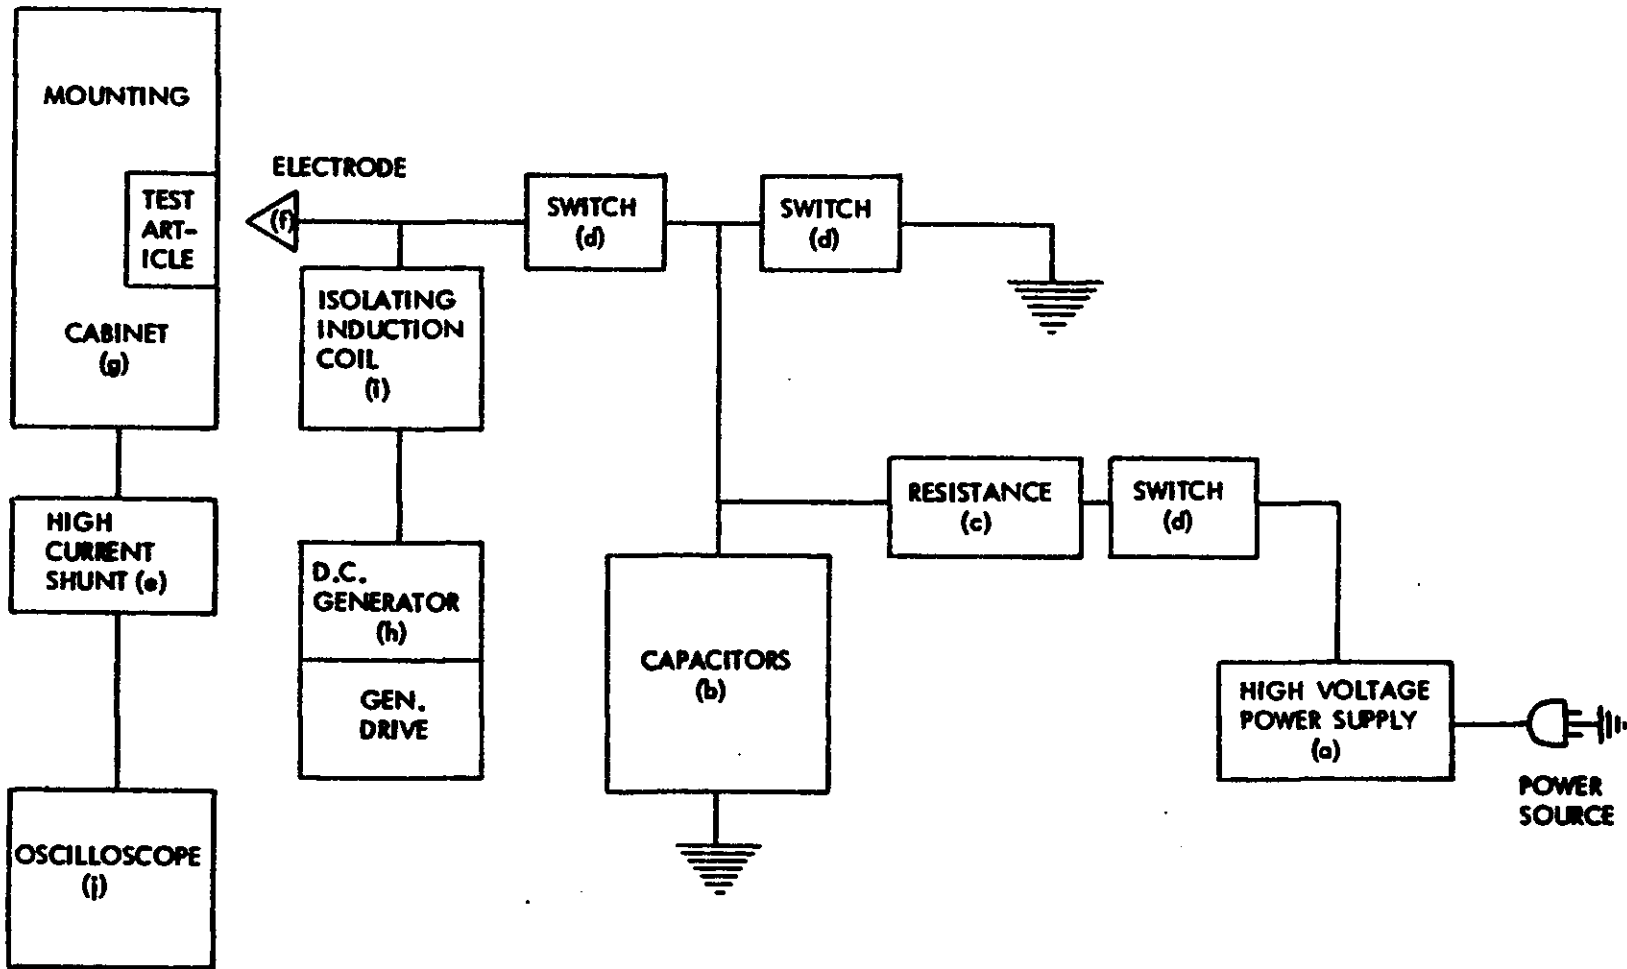 MOUNTING
TEST
ART-
ICLE
CABINET
(g)
ELECTRODE
(f)
SWITCH
(d)
SWITCH
(d)
ISOLATING
INDUCTION
COIL
(i)
HIGH
CURRENT
SHUNT (e)
D.C.
GENERATOR
(h)
GEN.
DRIVE
RESISTANCE
(c)
SWITCH
(d)
CAPACITORS
(b)
HIGH VOLTAGE
POWER SUPPLY
(a)
POWER
SOURCE
OSCILLOSCOPE
(j)